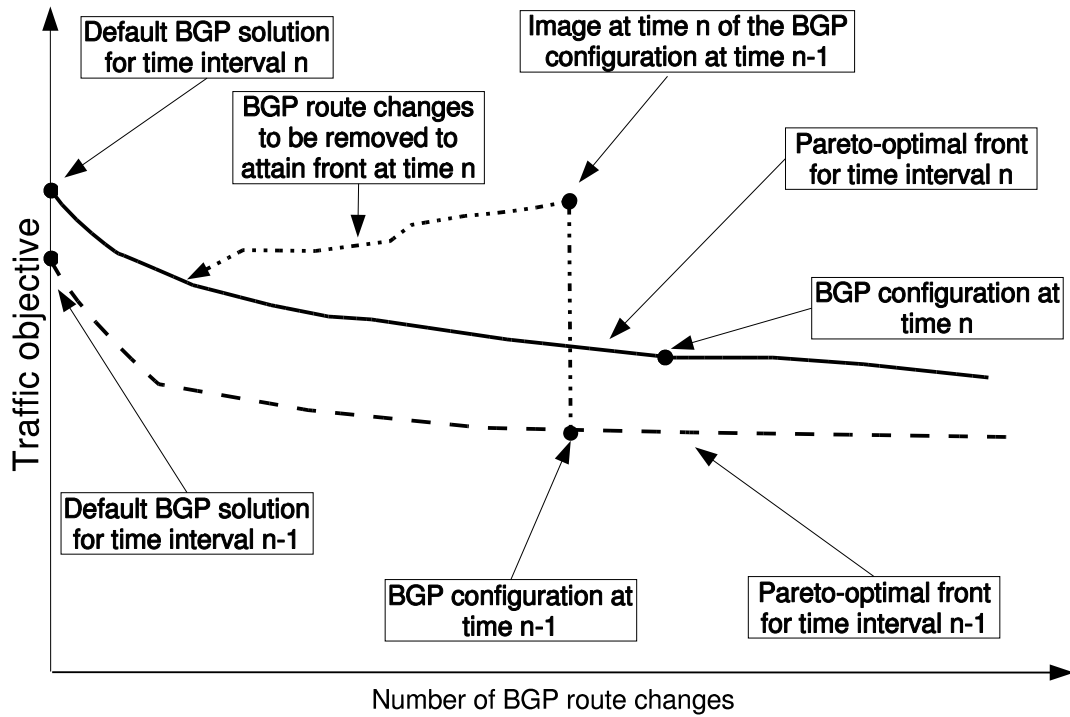 Default BGP solution
for time interval n
Image at time n of the BGP
configuration at time n-1
BGP route changes
to be removed to
attain front at time n
Pareto-optimal front
for time interval n
BGP configuration at
time n
Traffic objective
Default BGP solution
for time interval n-1
BGP configuration at
time n-1
Pareto-optimal front
for time interval n-1
Number of BGP route changes